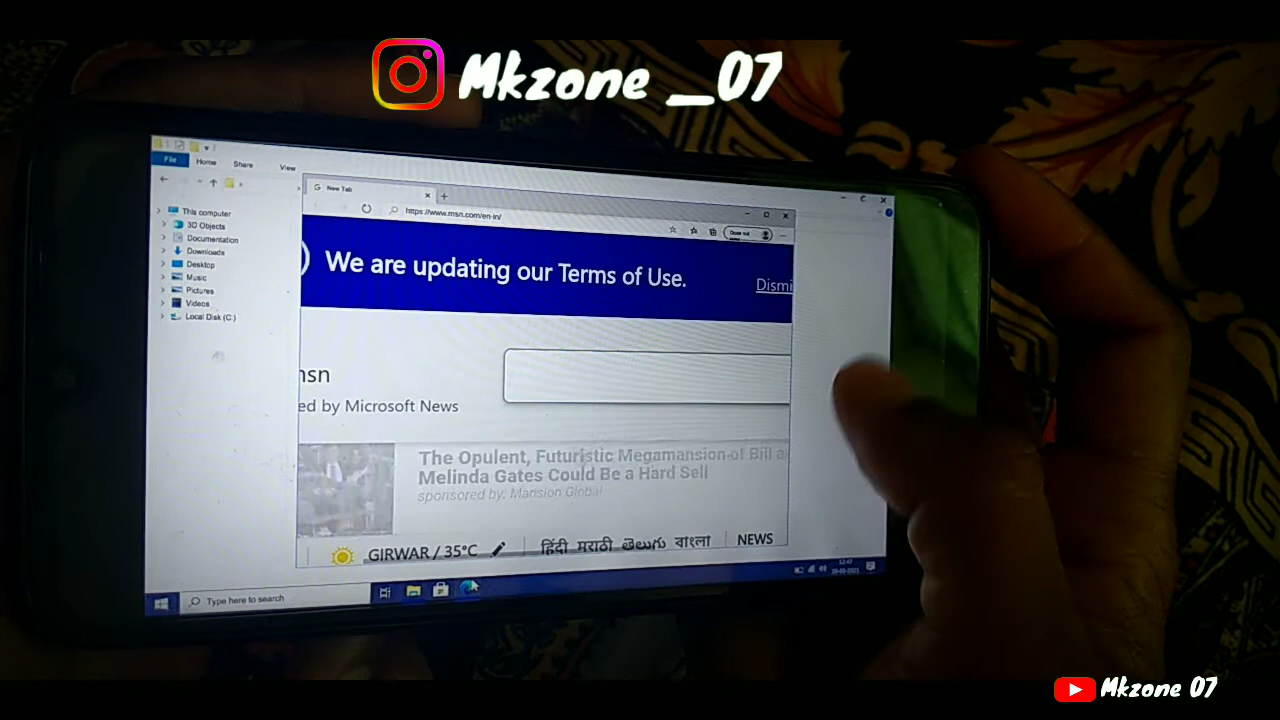 Mkzone _07
File Home Share View
New Tab
https://www.msn.com/en-in/
This computer
3D Objects
Documentation
Downloads
Desktop
Music
Pictures
Videos
Local Disk (C:)
We are updating our Terms of Use.
Dismi
msn
ed by Microsoft News
The Opulent, Futuristic Megamansion of Bill a
Melinda Gates Could Be a Hard Sell
sponsored by: Mansion Global
GIRWAR / 35°C हिंदी मराठी తెలుగు বাংলা NEWS
Type here to search
12:47
Mkzone 07